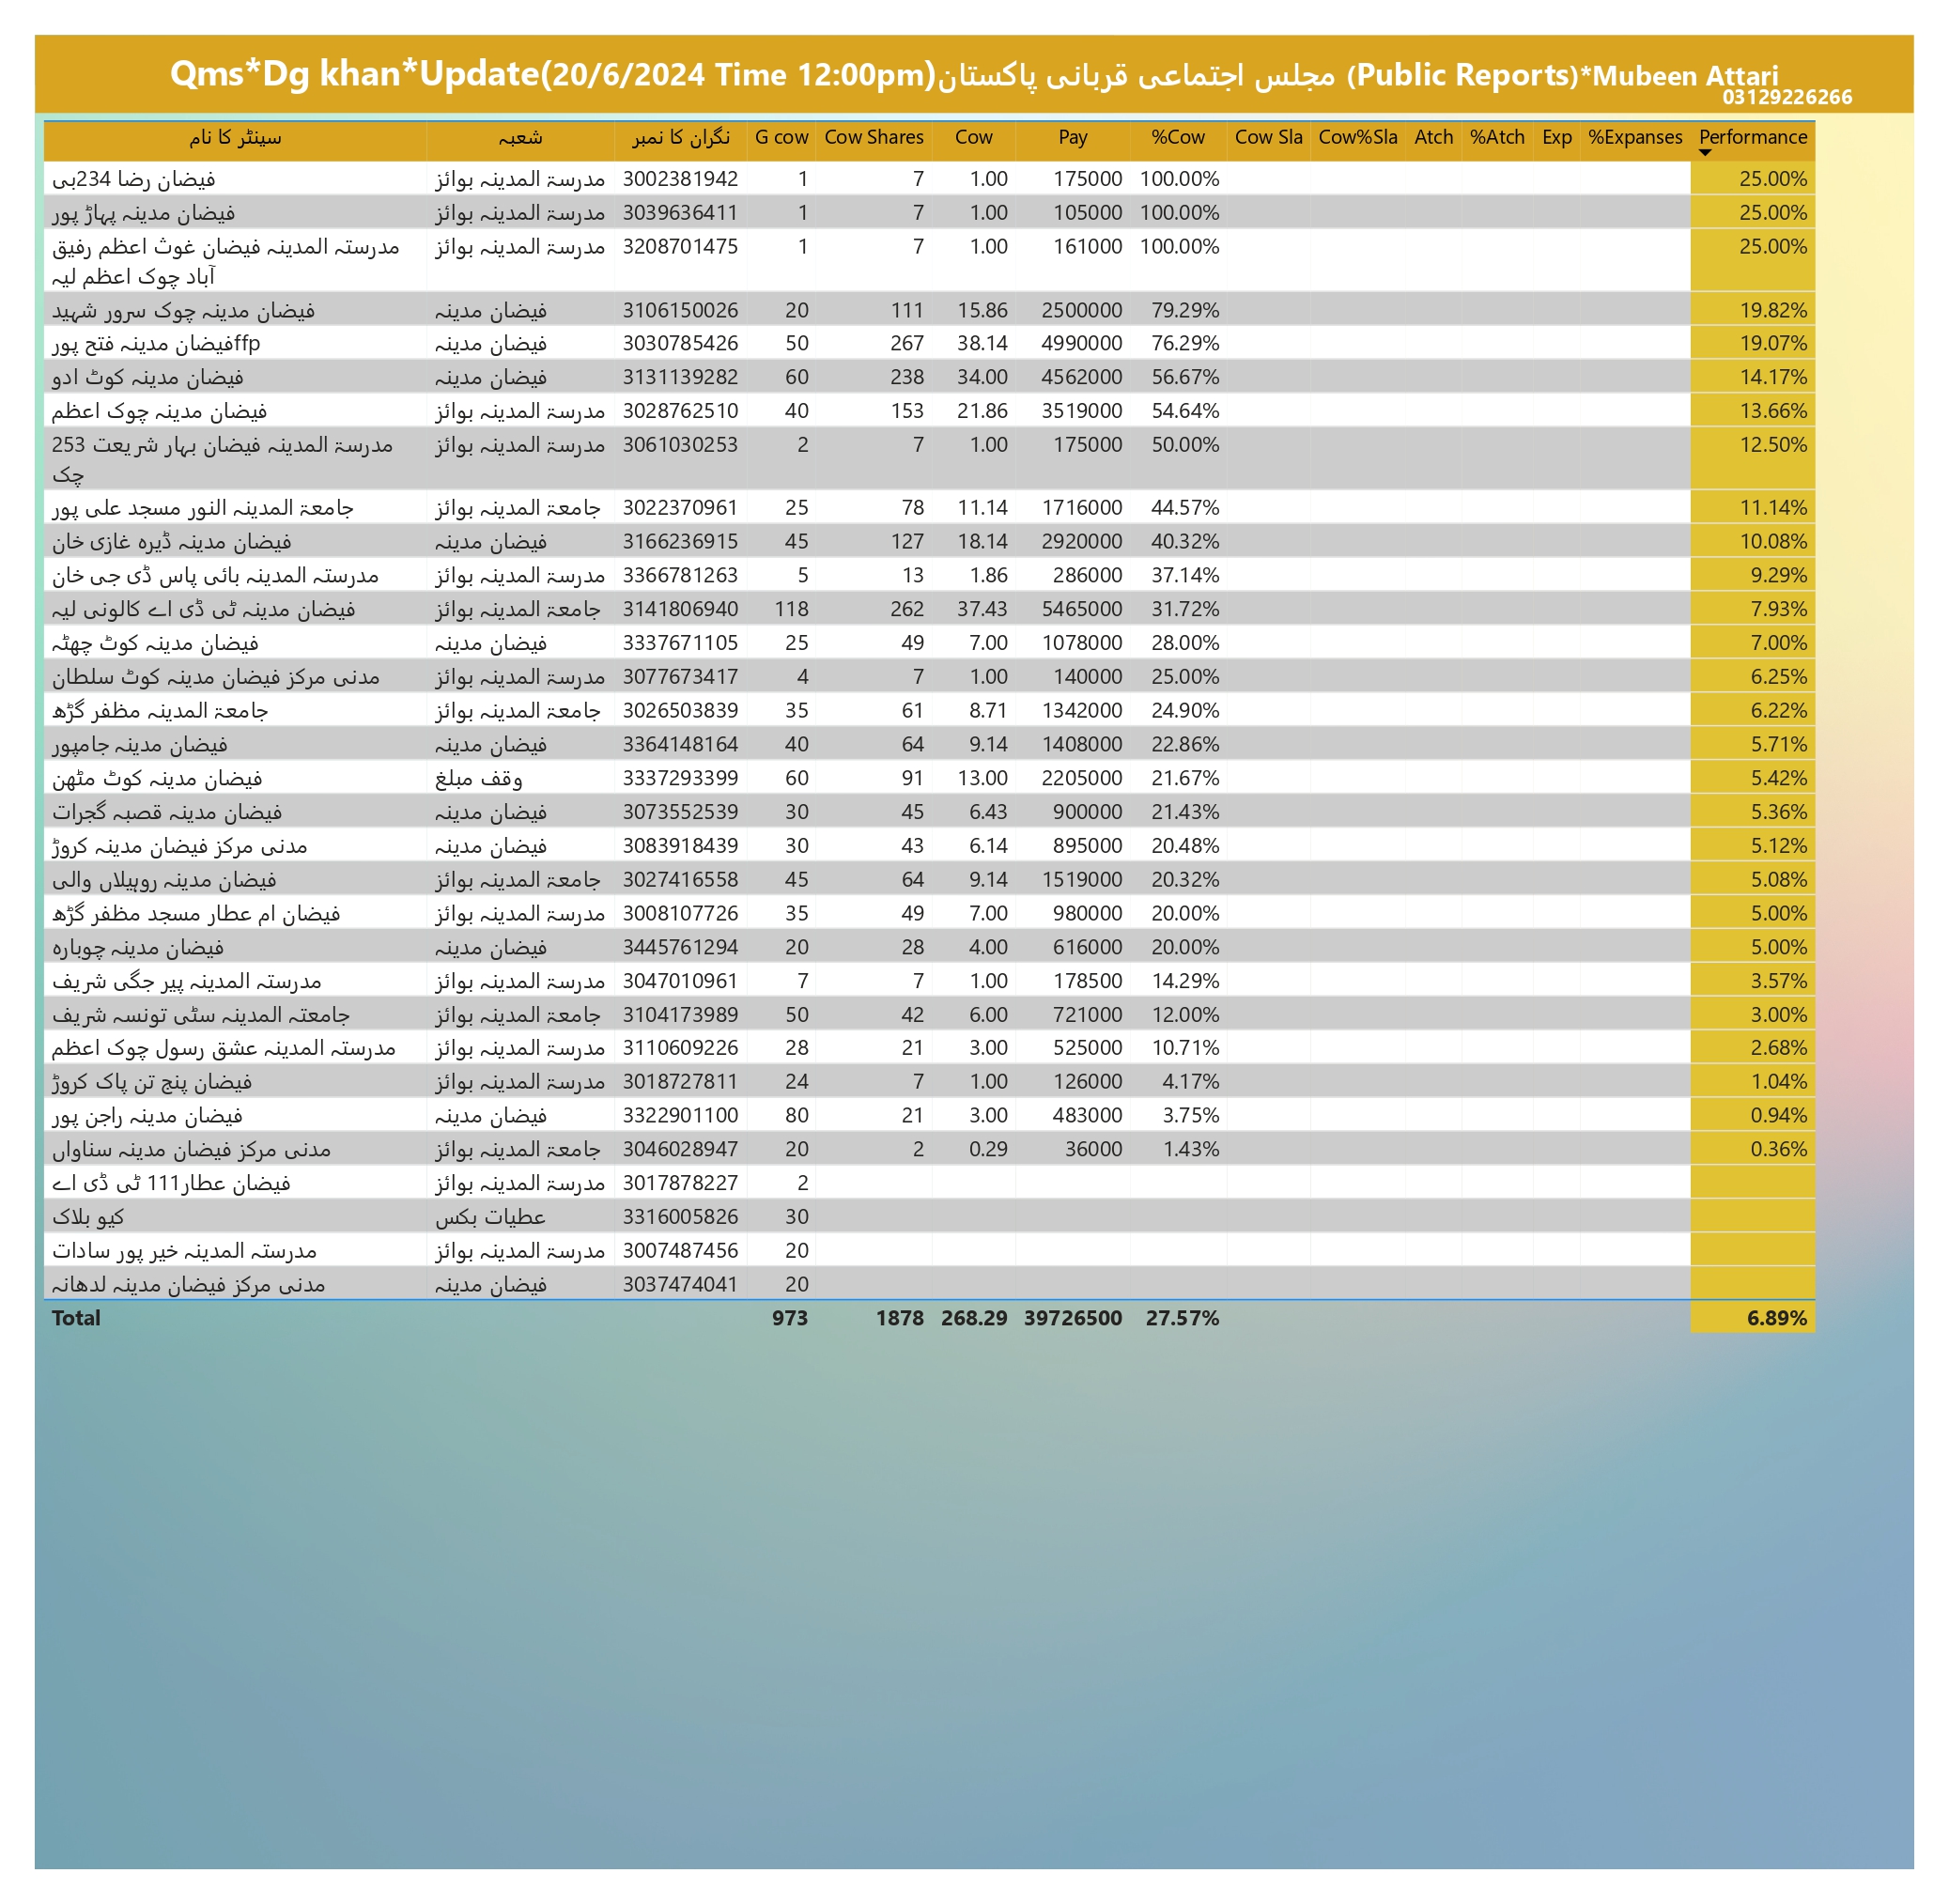 Qms*Dg khan*Update(20/6/2024 Time 12:00pm)مجلس اجتماعی قربانی پاکستان (Public Reports)*Mubeen Attari
03129226266
سینٹر کا نام شعبہ نگران کا نمبر G cow Cow Shares Cow Pay %Cow Cow Sla Cow%Sla Atch %Atch Exp %Expanses Performance
فیضان رضا 234بی مدرسۃ المدینہ بوائز 3002381942 1 7 1.00 175000 100.00% 25.00%
فیضان مدینہ پہاڑ پور مدرسۃ المدینہ بوائز 3039636411 1 7 1.00 105000 100.00% 25.00%
مدرستہ المدینہ فیضان غوث اعظم رفیق مدرسۃ المدینہ بوائز 3208701475 1 7 1.00 161000 100.00% 25.00%
آباد چوک اعظم لیہ
فیضان مدینہ چوک سرور شہید فیضان مدینہ 3106150026 20 111 15.86 2500000 79.29% 19.82%
فیضان مدینہ فتح پورffp فیضان مدینہ 3030785426 50 267 38.14 4990000 76.29% 19.07%
فیضان مدینہ کوٹ ادو فیضان مدینہ 3131139282 60 238 34.00 4562000 56.67% 14.17%
فیضان مدینہ چوک اعظم مدرسۃ المدینہ بوائز 3028762510 40 153 21.86 3519000 54.64% 13.66%
مدرسۃ المدینہ فیضان بہار شریعت 253 مدرسۃ المدینہ بوائز 3061030253 2 7 1.00 175000 50.00% 12.50%
چک
جامعۃ المدینہ النور مسجد علی پور جامعۃ المدینہ بوائز 3022370961 25 78 11.14 1716000 44.57% 11.14%
فیضان مدینہ ڈیرہ غازی خان فیضان مدینہ 3166236915 45 127 18.14 2920000 40.32% 10.08%
مدرستہ المدینہ بائی پاس ڈی جی خان مدرسۃ المدینہ بوائز 3366781263 5 13 1.86 286000 37.14% 9.29%
فیضان مدینہ ٹی ڈی اے کالونی لیہ جامعۃ المدینہ بوائز 3141806940 118 262 37.43 5465000 31.72% 7.93%
فیضان مدینہ کوٹ چھٹہ فیضان مدینہ 3337671105 25 49 7.00 1078000 28.00% 7.00%
مدنی مرکز فیضان مدینہ کوٹ سلطان مدرسۃ المدینہ بوائز 3077673417 4 7 1.00 140000 25.00% 6.25%
جامعۃ المدینہ مظفر گڑھ جامعۃ المدینہ بوائز 3026503839 35 61 8.71 1342000 24.90% 6.22%
فیضان مدینہ جامپور فیضان مدینہ 3364148164 40 64 9.14 1408000 22.86% 5.71%
فیضان مدینہ کوٹ مٹھن وقف مبلغ 3337293399 60 91 13.00 2205000 21.67% 5.42%
فیضان مدینہ قصبہ گجرات فیضان مدینہ 3073552539 30 45 6.43 900000 21.43% 5.36%
مدنی مرکز فیضان مدینہ کروڑ فیضان مدینہ 3083918439 30 43 6.14 895000 20.48% 5.12%
فیضان مدینہ روہیلاں والی جامعۃ المدینہ بوائز 3027416558 45 64 9.14 1519000 20.32% 5.08%
فیضان ام عطار مسجد مظفر گڑھ مدرسۃ المدینہ بوائز 3008107726 35 49 7.00 980000 20.00% 5.00%
فیضان مدینہ چوبارہ فیضان مدینہ 3445761294 20 28 4.00 616000 20.00% 5.00%
مدرستہ المدینہ پیر جگی شریف مدرسۃ المدینہ بوائز 3047010961 7 7 1.00 178500 14.29% 3.57%
جامعتہ المدینہ سٹی تونسہ شریف جامعۃ المدینہ بوائز 3104173989 50 42 6.00 721000 12.00% 3.00%
مدرستہ المدینہ عشق رسول چوک اعظم مدرسۃ المدینہ بوائز 3110609226 28 21 3.00 525000 10.71% 2.68%
فیضان پنج تن پاک کروڑ مدرسۃ المدینہ بوائز 3018727811 24 7 1.00 126000 4.17% 1.04%
فیضان مدینہ راجن پور فیضان مدینہ 3322901100 80 21 3.00 483000 3.75% 0.94%
مدنی مرکز فیضان مدینہ سناواں جامعۃ المدینہ بوائز 3046028947 20 2 0.29 36000 1.43% 0.36%
فیضان عطار111 ٹی ڈی اے مدرسۃ المدینہ بوائز 3017878227 2
کیو بلاک عطیات بکس 3316005826 30
مدرستہ المدینہ خیر پور سادات مدرسۃ المدینہ بوائز 3007487456 20
مدنی مرکز فیضان مدینہ لدھانہ فیضان مدینہ 3037474041 20
Total 973 1878 268.29 39726500 27.57% 6.89%